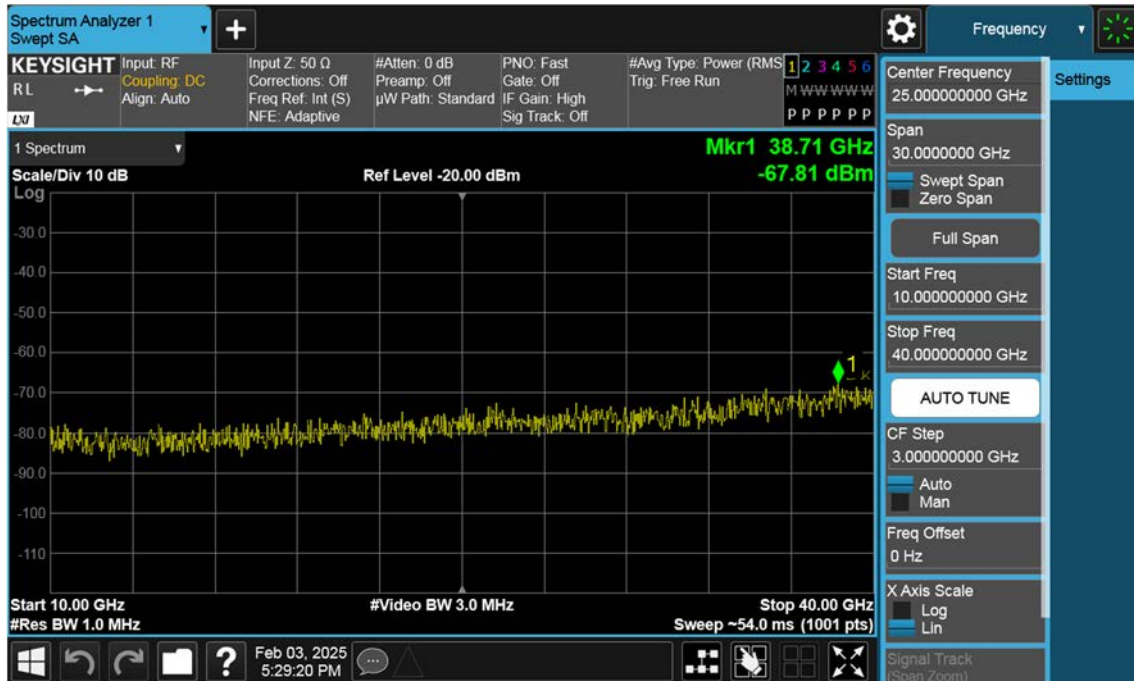 Spectrum Analyzer 1
Swept SA
+
Frequency
KEYSIGHT
RL
LXI
Input: RF
Coupling: DC
Align: Auto
Input Z: 50 Ω
Corrections: Off
Freq Ref: Int (S)
NFE: Adaptive
#Atten: 0 dB
Preamp: Off
µW Path: Standard
PNO: Fast
Gate: Off
IF Gain: High
Sig Track: Off
#Avg Type: Power (RMS
Trig: Free Run
1 2 3 4 5 6
M W W W W W
P P P P P P
Center Frequency
25.000000000 GHz
Settings
1 Spectrum
Mkr1 38.71 GHz
-67.81 dBm
Scale/Div 10 dB
Ref Level -20.00 dBm
Log
-30.0
-40.0
-50.0
-60.0
-70.0
-80.0
-90.0
-100
-110
1
Start 10.00 GHz
#Video BW 3.0 MHz
Stop 40.00 GHz
#Res BW 1.0 MHz
Sweep ~54.0 ms (1001 pts)
Span
30.0000000 GHz
Swept Span
Zero Span
Full Span
Start Freq
10.000000000 GHz
Stop Freq
40.000000000 GHz
AUTO TUNE
CF Step
3.000000000 GHz
Auto
Man
Freq Offset
0 Hz
X Axis Scale
Log
Lin
Signal Track
(Span Zoom)
?
Feb 03, 2025
5:29:20 PM